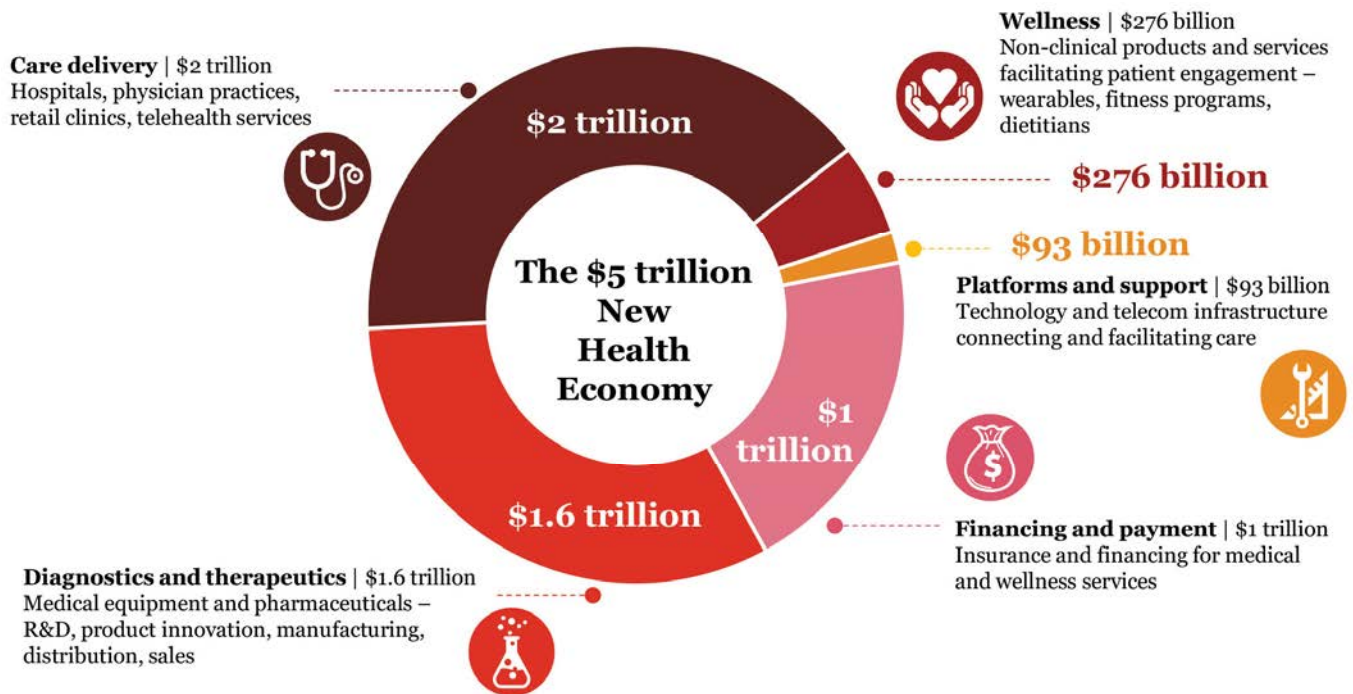 Care delivery | $2 trillion
Hospitals, physician practices,
retail clinics, telehealth services
$2 trillion
Wellness | $276 billion
Non-clinical products and services
facilitating patient engagement –
wearables, fitness programs,
dietitians
$276 billion
$93 billion
Platforms and support | $93 billion
Technology and telecom infrastructure
connecting and facilitating care
The $5 trillion
New
Health
Economy
$1
trillion
$
Financing and payment | $1 trillion
Insurance and financing for medical
and wellness services
$1.6 trillion
Diagnostics and therapeutics | $1.6 trillion
Medical equipment and pharmaceuticals –
R&D, product innovation, manufacturing,
distribution, sales